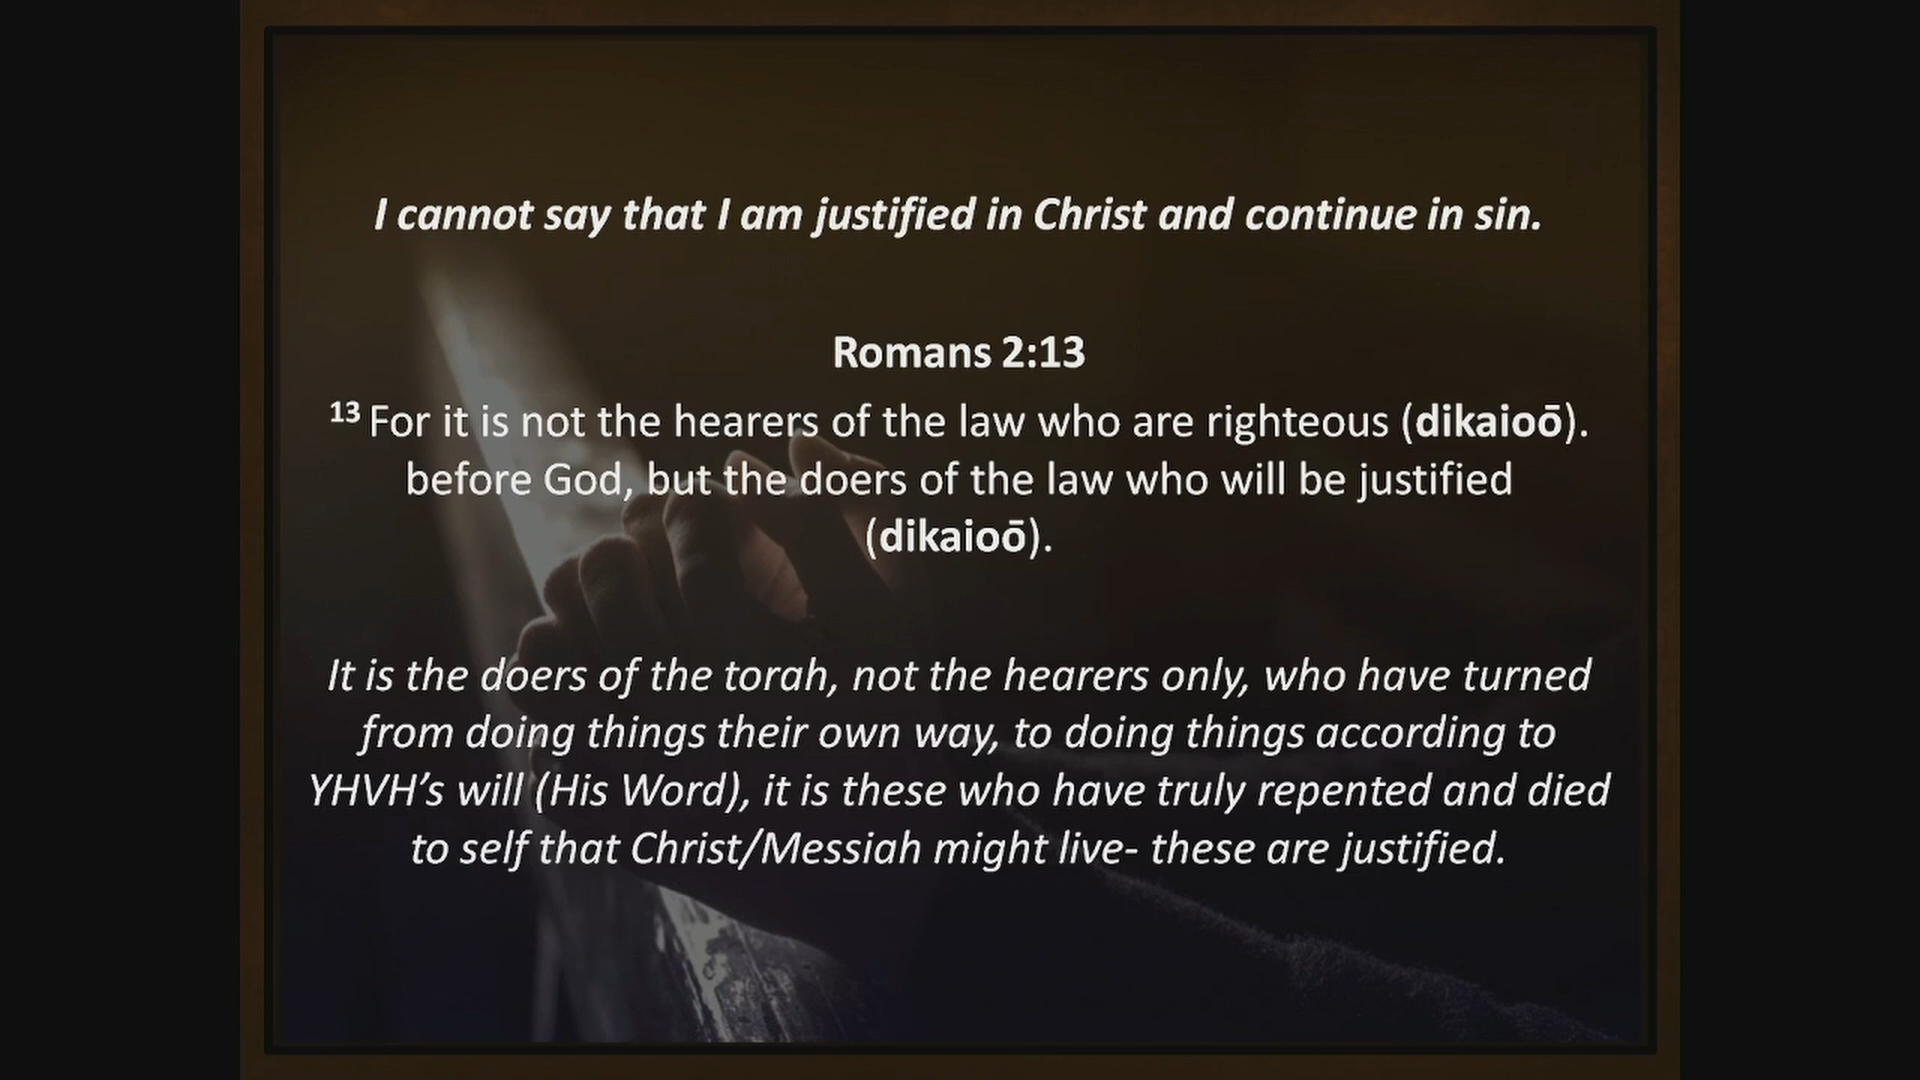 I cannot say that I am justified in Christ and continue in sin.
Romans 2:13
13 For it is not the hearers of the law who are righteous (dikaioō).
before God, but the doers of the law who will be justified
(dikaioō).
It is the doers of the torah, not the hearers only, who have turned
from doing things their own way, to doing things according to
YHVH’s will (His Word), it is these who have truly repented and died
to self that Christ/Messiah might live- these are justified.